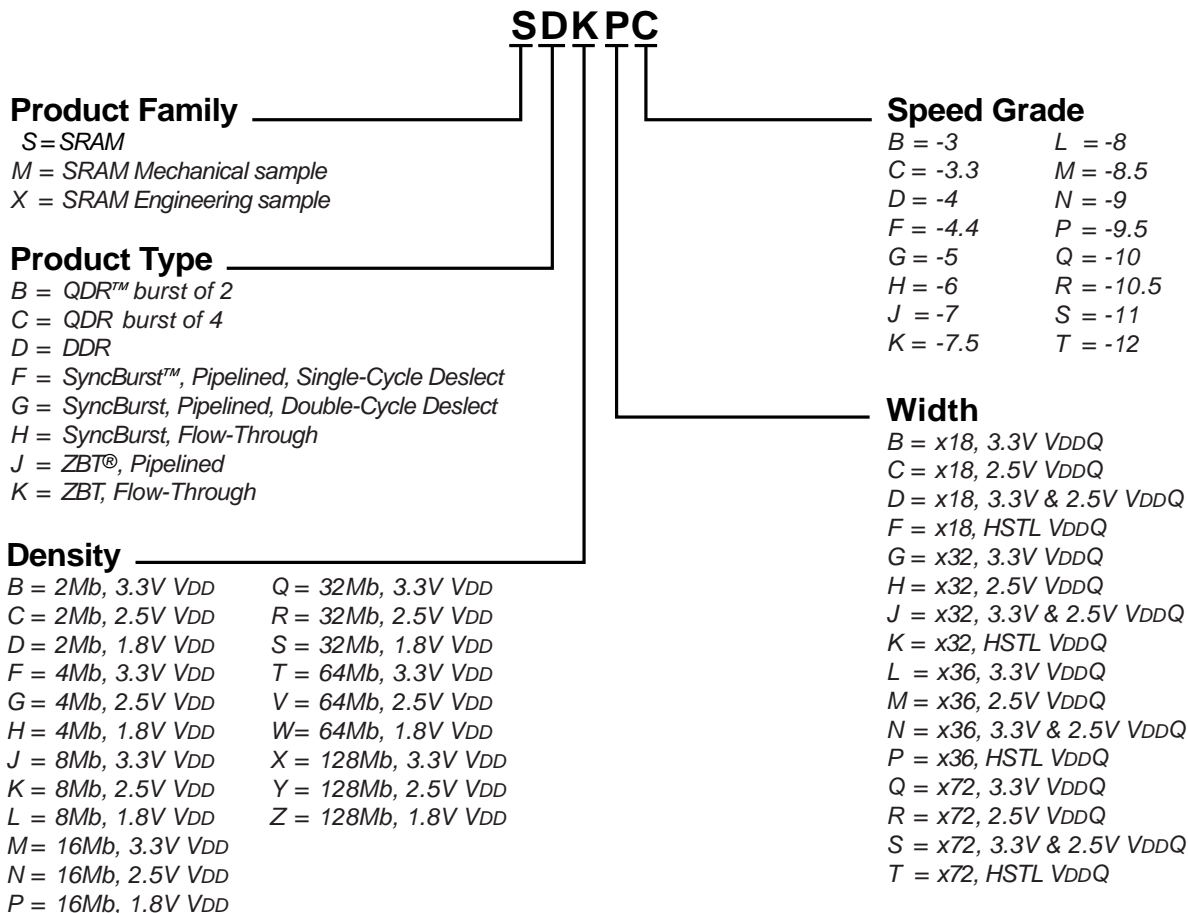 SDKPC
Product Family
S = SRAM
M = SRAM Mechanical sample
X = SRAM Engineering sample
Product Type
B = QDR™ burst of 2
C = QDR burst of 4
D = DDR
F = SyncBurst™, Pipelined, Single-Cycle Deslect
G = SyncBurst, Pipelined, Double-Cycle Deslect
H = SyncBurst, Flow-Through
J = ZBT®, Pipelined
K = ZBT, Flow-Through
Density
B = 2Mb, 3.3V VDD
C = 2Mb, 2.5V VDD
D = 2Mb, 1.8V VDD
F = 4Mb, 3.3V VDD
G = 4Mb, 2.5V VDD
H = 4Mb, 1.8V VDD
J = 8Mb, 3.3V VDD
K = 8Mb, 2.5V VDD
L = 8Mb, 1.8V VDD
M = 16Mb, 3.3V VDD
N = 16Mb, 2.5V VDD
P = 16Mb, 1.8V VDD
Q = 32Mb, 3.3V VDD
R = 32Mb, 2.5V VDD
S = 32Mb, 1.8V VDD
T = 64Mb, 3.3V VDD
V = 64Mb, 2.5V VDD
W = 64Mb, 1.8V VDD
X = 128Mb, 3.3V VDD
Y = 128Mb, 2.5V VDD
Z = 128Mb, 1.8V VDD
Speed Grade
B = -3
C = -3.3
D = -4
F = -4.4
G = -5
H = -6
J = -7
K = -7.5
L = -8
M = -8.5
N = -9
P = -9.5
Q = -10
R = -10.5
S = -11
T = -12
Width
B = x18, 3.3V VDDQ
C = x18, 2.5V VDDQ
D = x18, 3.3V & 2.5V VDDQ
F = x18, HSTL VDDQ
G = x32, 3.3V VDDQ
H = x32, 2.5V VDDQ
J = x32, 3.3V & 2.5V VDDQ
K = x32, HSTL VDDQ
L = x36, 3.3V VDDQ
M = x36, 2.5V VDDQ
N = x36, 3.3V & 2.5V VDDQ
P = x36, HSTL VDDQ
Q = x72, 3.3V VDDQ
R = x72, 2.5V VDDQ
S = x72, 3.3V & 2.5V VDDQ
T = x72, HSTL VDDQ